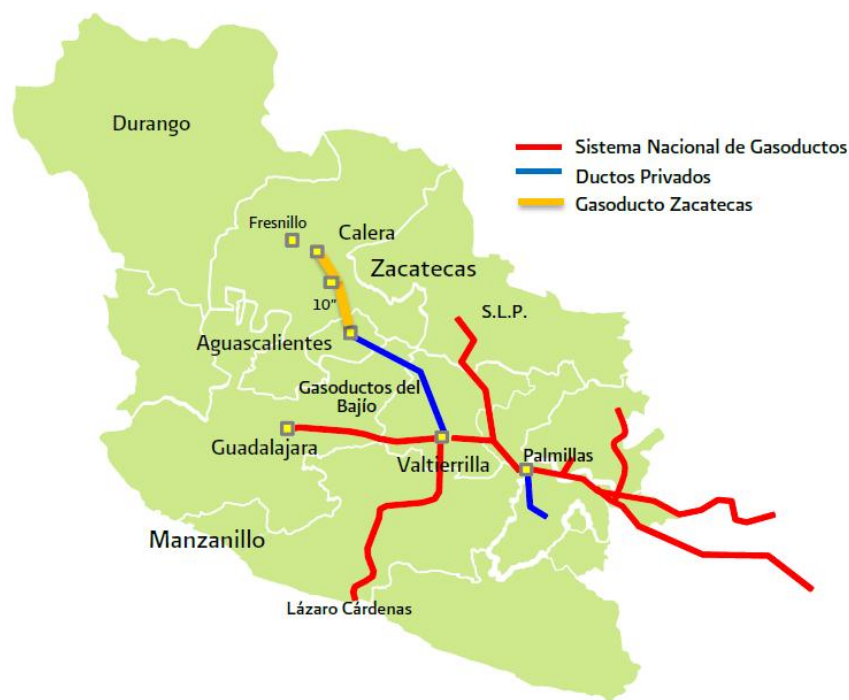 Durango
Sistema Nacional de Gasoductos
Ductos Privados
Gasoducto Zacatecas
Fresnillo
Calera
Zacatecas
10"
S.L.P.
Aguascalientes
Gasoductos del
Bajío
Guadalajara
Valtierrilla
Palmillas
Manzanillo
Lázaro Cárdenas